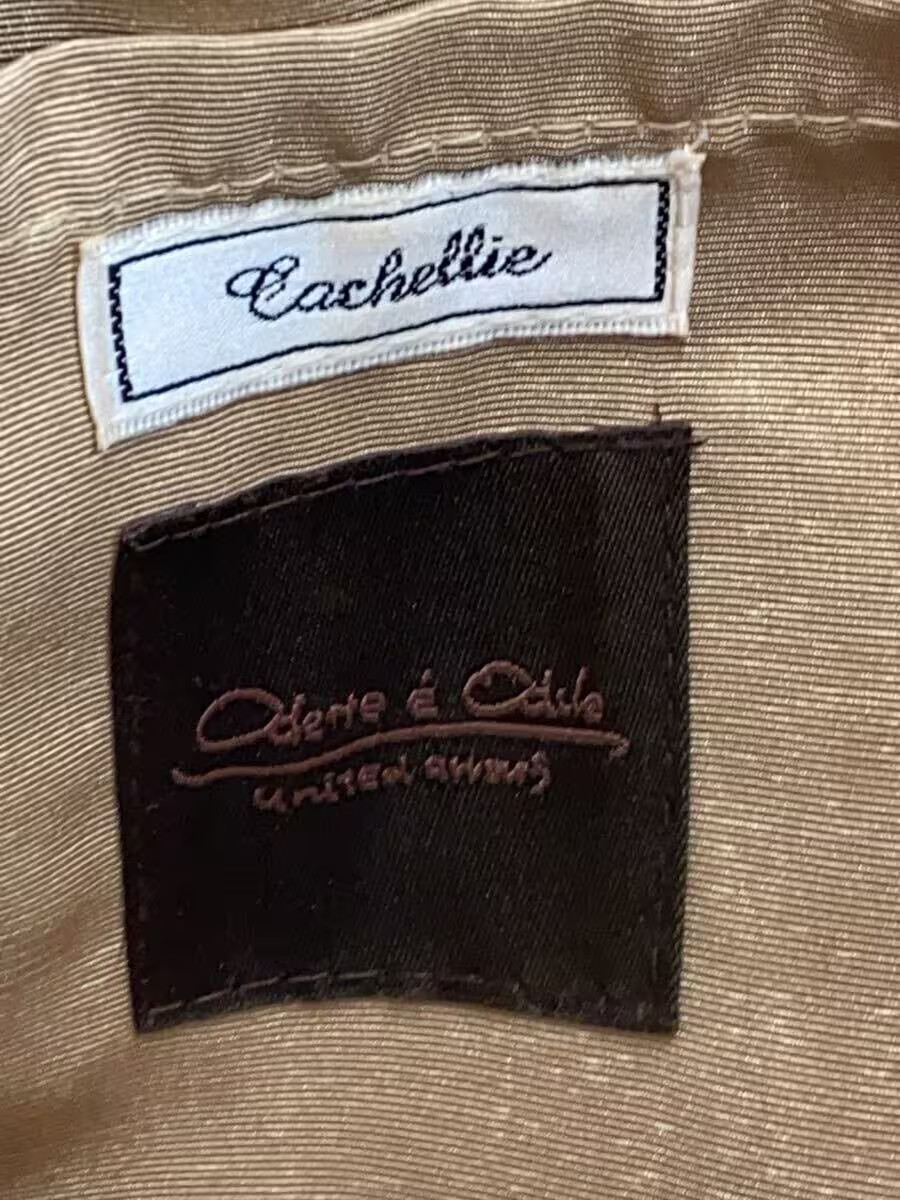 Cachellie
Odette é Odile
united arrows